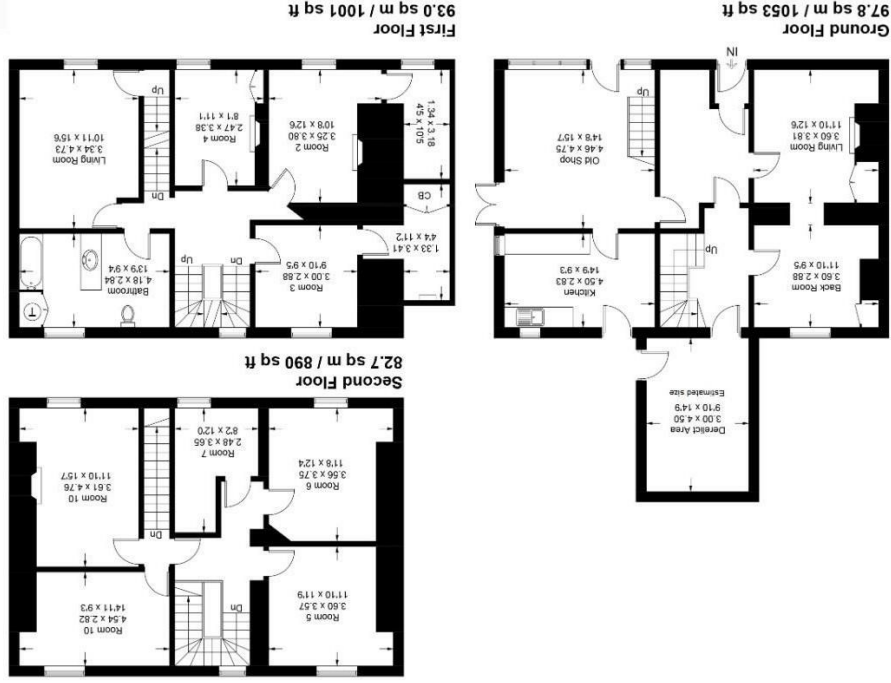 Derelict Area
3.00 x 4.50
9'10 x 14'9
Estimated size
Back Room
3.60 x 2.88
11'10 x 9'5
Up
Kitchen
4.50 x 2.83
14'9 x 9'3
Living Room
3.60 x 3.81
11'10 x 12'6
Old Shop
4.46 x 4.75
14'8 x 15'7
Up
IN
Ground Floor
97.8 sq m / 1053 sq ft
Room 5
3.60 x 3.57
11'10 x 11'9
Dn
Room 10
4.54 x 2.82
14'11 x 9'3
Room 6
3.56 x 3.75
11'8 x 12'4
Room 7
2.48 x 3.65
8'2 x 12'0
Dn
Room 10
3.61 x 4.76
11'10 x 15'7
Second Floor
82.7 sq m / 890 sq ft
1.33 x 3.41
4'4 x 11'2
Room 3
3.00 x 2.88
9'10 x 9'5
Dn
Up
Bathroom
4.18 x 2.84
13'9 x 9'4
T
CB
1.34 x 3.18
4'5 x 10'5
Room 2
3.25 x 3.80
10'8 x 12'6
Room 4
2.47 x 3.38
8'1 x 11'1
Dn
Up
Living Room
3.34 x 4.73
10'11 x 15'6
First Floor
93.0 sq m / 1001 sq ft